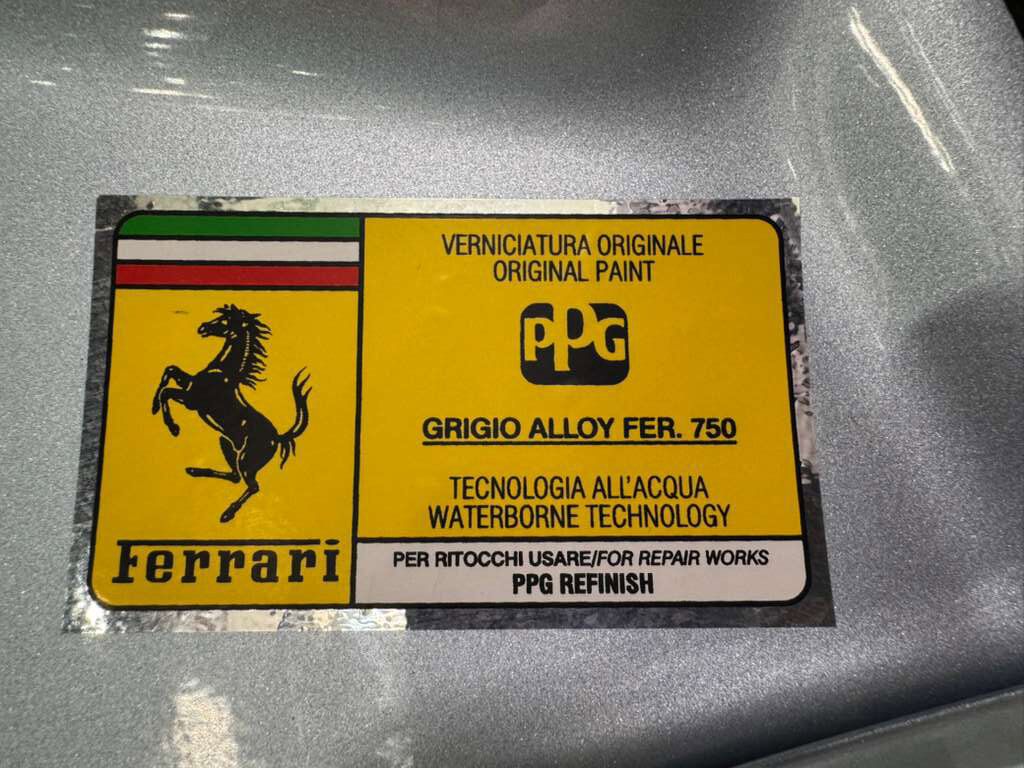 VERNICIATURA ORIGINALE
ORIGINAL PAINT
PPG
GRIGIO ALLOY FER. 750
TECNOLOGIA ALL'ACQUA
WATERBORNE TECHNOLOGY
Ferrari
PER RITOCCHI USARE/FOR REPAIR WORKS
PPG REFINISH